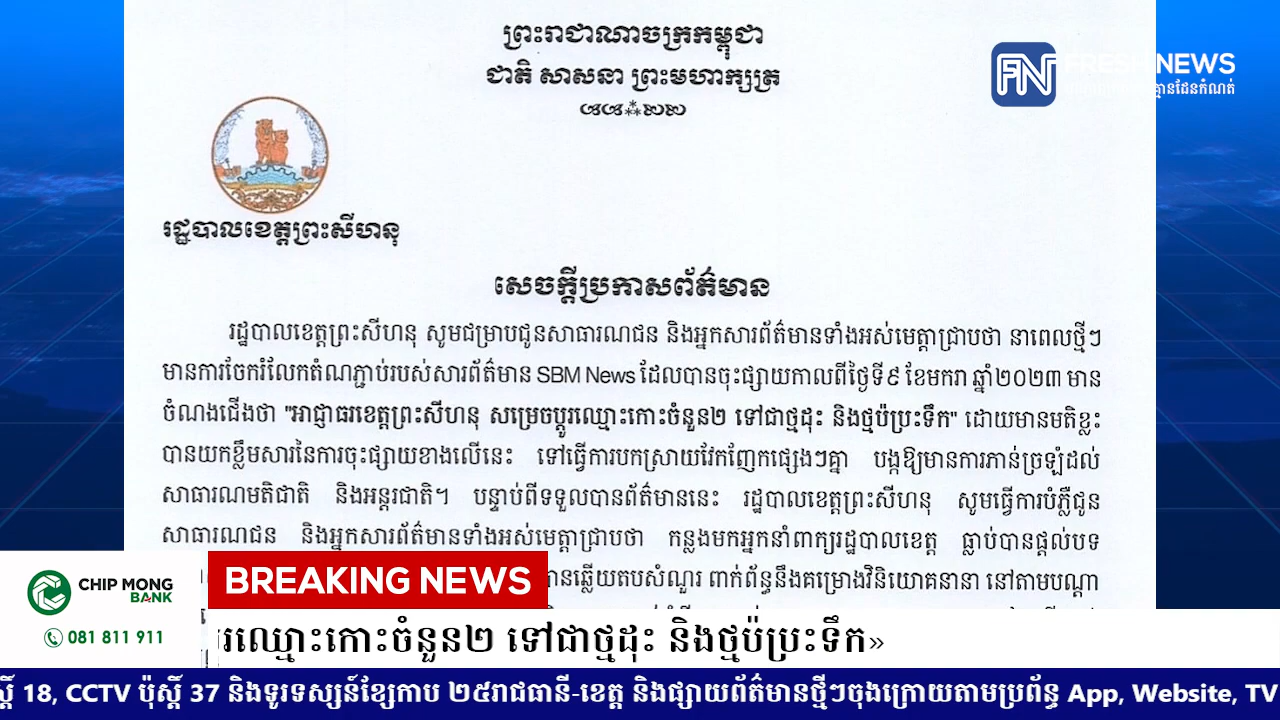 ព្រះរាជាណាចក្រកម្ពុជា
ជាតិ សាសនា ព្រះមហាក្សត្រ
FRESH NEWS
គ្មានដែនកំណត់
រដ្ឋបាលខេត្តព្រះសីហនុ
សេចក្តីប្រកាសព័ត៌មាន
រដ្ឋបាលខេត្តព្រះសីហនុ សូមជម្រាបជូនសាធារណជន និងអ្នកសារព័ត៌មានទាំងអស់មេត្តាជ្រាបថា នាពេលថ្មីៗ
មានការចែករំលែកតំណភ្ជាប់របស់សារព័ត៌មាន SBM News ដែលបានចុះផ្សាយកាលពីថ្ងៃទី៩ ខែមករា ឆ្នាំ២០២៣ មាន
ចំណងជើងថា "អាជ្ញាធរខេត្តព្រះសីហនុ សម្រេចប្តូរឈ្មោះកោះចំនួន២ ទៅជាថ្មដុះ និងថ្មប៉ប្រះទឹក" ដោយមានមតិខ្លះ
បានយកខ្លឹមសារនៃការចុះផ្សាយខាងលើនេះ ទៅធ្វើការបកស្រាយវែកញែកផ្សេងៗគ្នា បង្កឱ្យមានការភាន់ច្រឡំដល់
សាធារណមតិជាតិ និងអន្តរជាតិ។ បន្ទាប់ពីទទួលបានព័ត៌មាននេះ រដ្ឋបាលខេត្តព្រះសីហនុ សូមធ្វើការបំភ្លឺជូន
សាធារណជន និងអ្នកសារព័ត៌មានទាំងអស់មេត្តាជ្រាបថា កន្លងមកអ្នកនាំពាក្យរដ្ឋបាលខេត្ត ធ្លាប់បានផ្តល់បទ
បានឆ្លើយតបសំណួរ ពាក់ព័ន្ធនឹងគម្រោងវិនិយោគនានា នៅតាមបណ្តា
CHIP MONG
BANK
081 811 911
BREAKING NEWS
រឈ្មោះកោះចំនួន២ ទៅជាថ្មដុះ និងថ្មប៉ប្រះទឹក»
ស្តិ៍ 18, CCTV ប៉ុស្តិ៍ 37 និងទូរទស្សន៍ខ្សែកាប ២៥រាជធានី-ខេត្ត និងផ្សាយព័ត៌មានថ្មីៗចុងក្រោយតាមប្រព័ន្ធ App, Website, TV